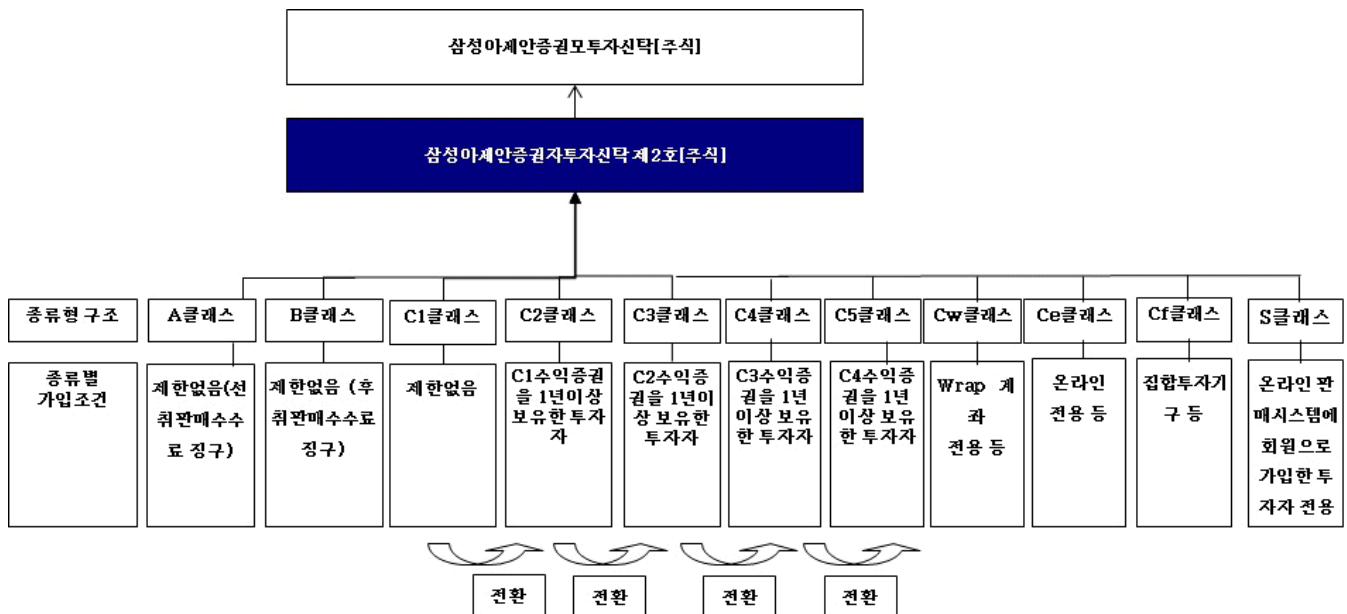 삼성아세안증권모투자신탁[주식]
삼성아세안증권자투자신탁 제2호[주식]
종류형 구조
A클래스
B클래스
C1클래스
C2클래스
C3클래스
C4클래스
C5클래스
Cw클래스
Ce클래스
Cf클래스
S클래스
종류별
가입조건
제한없음(선
취판매수수
료 징구)
제한없음 (후
취판매수수료
징구)
제한없음
C1수익증권
을 1년이상
보유한 투자
자
C2수익증
권을 1년이
상 보유한
투자자
C3수익증
권을 1년
이상 보유
한 투자자
C4수익증
권을 1년
이상 보유
한 투자자
Wrap 계
좌
전용 등
온라인
전용 등
집합투자기
구 등
온라인 판
매시스템에
회원으로
가입한 투
자자 전용
전환
전환
전환
전환